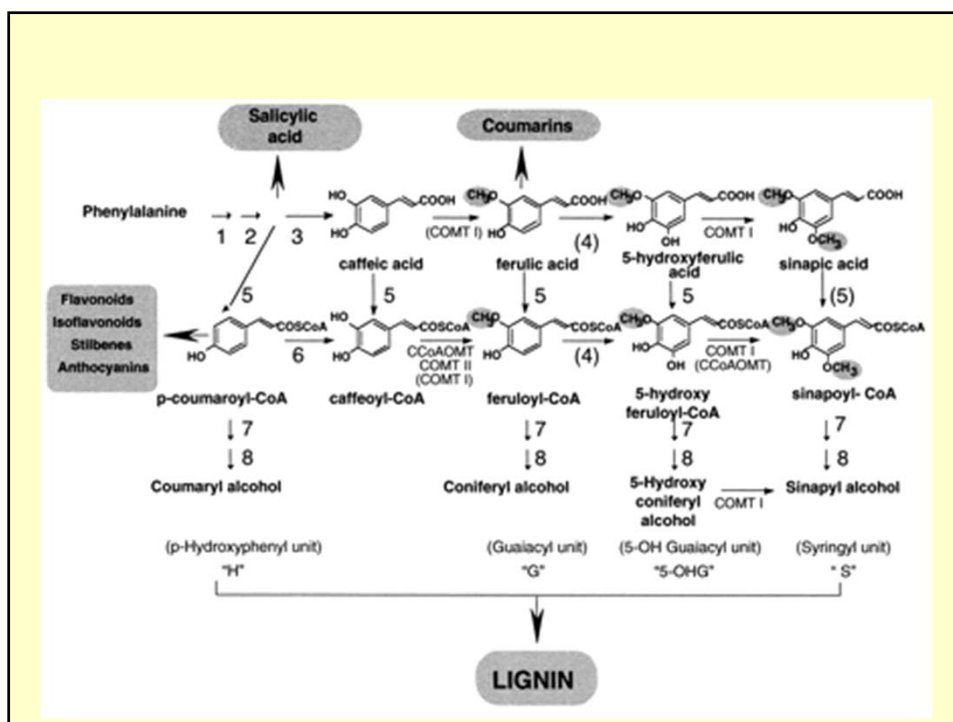 Salicylic
acid
Coumarins
Phenylalanine
1 2 3
HO
HO
COOH
(COMT I)
CH₃O
HO
COOH
(4)
CH₃O
HO
OH
COOH
COMT I
CH₃O
HO
OCH₃
COOH
caffeic acid
ferulic acid
5-hydroxyferulic
acid
sinapic acid
5
5
5
5
(5)
Flavonoids
Isoflavonoids
Stilbenes
Anthocyanins
HO
COSCoA
6
HO
HO
COSCoA
CCoAOMT
COMT II
(COMT I)
CH₃O
HO
COSCoA
(4)
CH₃O
HO
OH
COSCoA
COMT I
(CCoAOMT)
CH₃O
HO
OCH₃
COSCoA
p-coumaroyl-CoA
caffeoyl-CoA
feruloyl-CoA
5-hydroxy
feruloyl-CoA
sinapoyl- CoA
7
8
7
8
7
8
7
8
Coumaryl alcohol
Coniferyl alcohol
5-Hydroxy
coniferyl
alcohol
COMT I
Sinapyl alcohol
(p-Hydroxyphenyl unit)
"H"
(Guaiacyl unit)
"G"
(5-OH Guaiacyl unit)
"5-OHG"
(Syringyl unit)
" S"
LIGNIN